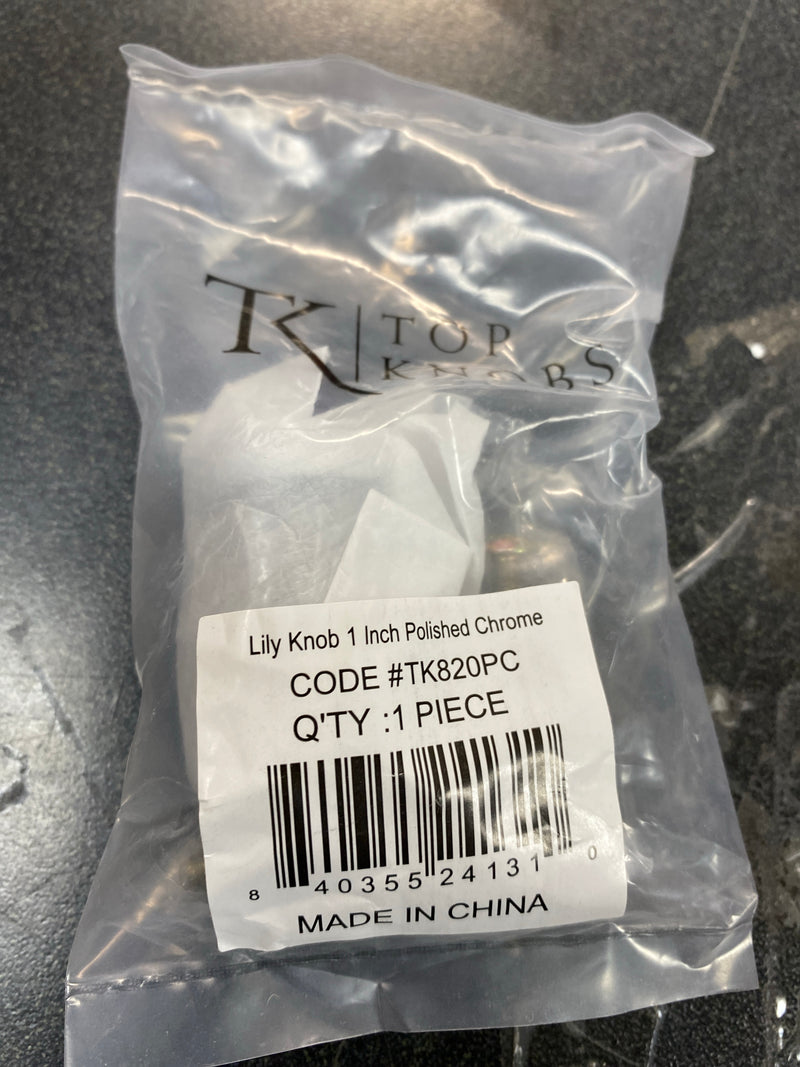 TK | TOP
KNOBS
Lily Knob 1 Inch Polished Chrome
CODE #TK820PC
Q'TY :1 PIECE
8 40355 24131 0
MADE IN CHINA